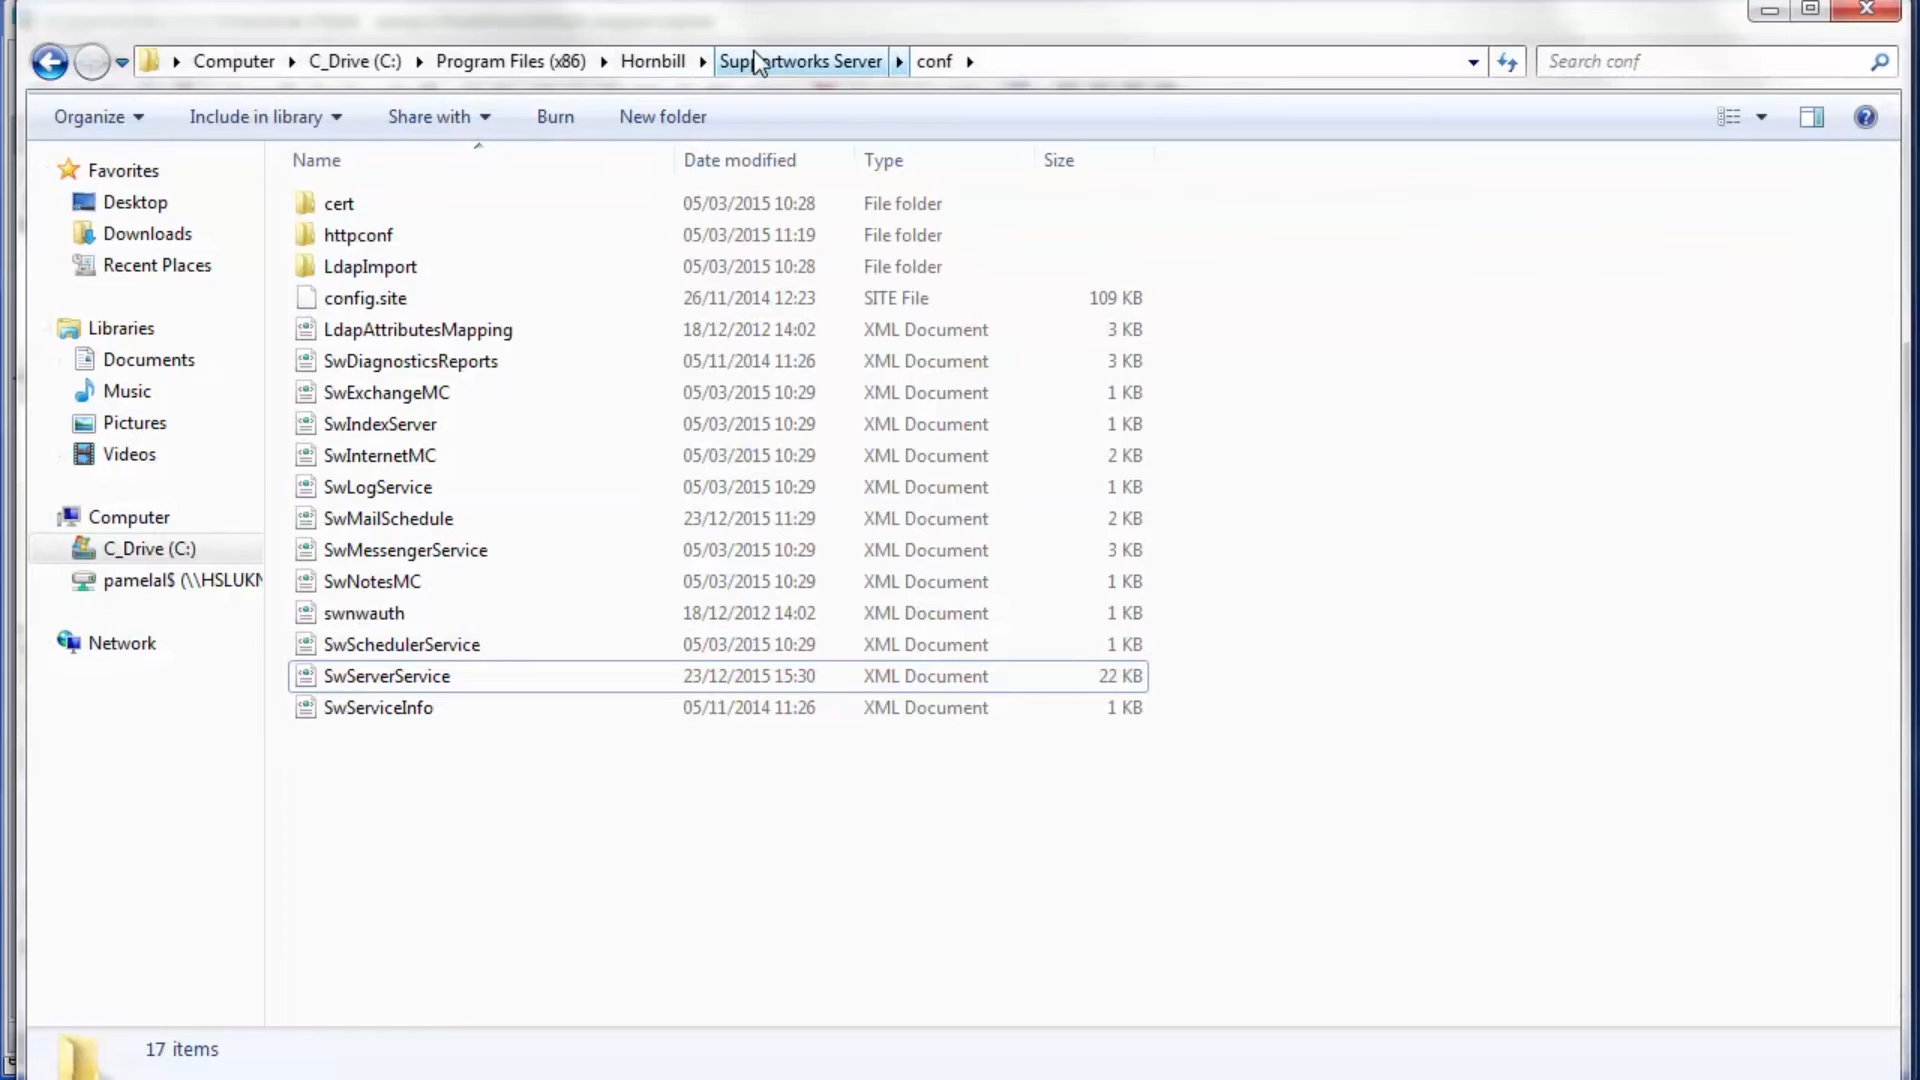 Computer C_Drive (C:) Program Files (x86) Hornbill Supportworks Server conf Search conf
Organize Include in library Share with Burn New folder
Name Date modified Type Size
Favorites
Desktop
Downloads
Recent Places
Libraries
Documents
Music
Pictures
Videos
Computer
C_Drive (C:)
pamelal$ (\\HSLUKN
Network
cert 05/03/2015 10:28 File folder
httpconf 05/03/2015 11:19 File folder
LdapImport 05/03/2015 10:28 File folder
config.site 26/11/2014 12:23 SITE File 109 KB
LdapAttributesMapping 18/12/2012 14:02 XML Document 3 KB
SwDiagnosticsReports 05/11/2014 11:26 XML Document 3 KB
SwExchangeMC 05/03/2015 10:29 XML Document 1 KB
SwIndexServer 05/03/2015 10:29 XML Document 1 KB
SwInternetMC 05/03/2015 10:29 XML Document 2 KB
SwLogService 05/03/2015 10:29 XML Document 1 KB
SwMailSchedule 23/12/2015 11:29 XML Document 2 KB
SwMessengerService 05/03/2015 10:29 XML Document 3 KB
SwNotesMC 05/03/2015 10:29 XML Document 1 KB
swnwauth 18/12/2012 14:02 XML Document 1 KB
SwSchedulerService 05/03/2015 10:29 XML Document 1 KB
SwServerService 23/12/2015 15:30 XML Document 22 KB
SwServiceInfo 05/11/2014 11:26 XML Document 1 KB
17 items